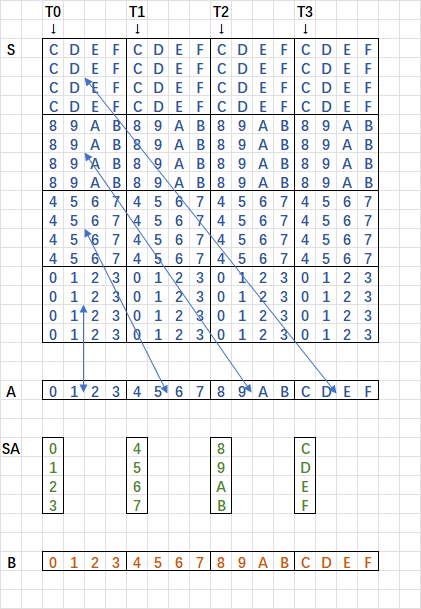 T0 T1 T2 T3
↓ ↓ ↓ ↓
S C D E F C D E F C D E F C D E F
C D E F C D E F C D E F C D E F
C D E F C D E F C D E F C D E F
C D E F C D E F C D E F C D E F
8 9 A B 8 9 A B 8 9 A B 8 9 A B
8 9 A B 8 9 A B 8 9 A B 8 9 A B
8 9 A B 8 9 A B 8 9 A B 8 9 A B
8 9 A B 8 9 A B 8 9 A B 8 9 A B
4 5 6 7 4 5 6 7 4 5 6 7 4 5 6 7
4 5 6 7 4 5 6 7 4 5 6 7 4 5 6 7
4 5 6 7 4 5 6 7 4 5 6 7 4 5 6 7
4 5 6 7 4 5 6 7 4 5 6 7 4 5 6 7
0 1 2 3 0 1 2 3 0 1 2 3 0 1 2 3
0 1 2 3 0 1 2 3 0 1 2 3 0 1 2 3
0 1 2 3 0 1 2 3 0 1 2 3 0 1 2 3
0 1 2 3 0 1 2 3 0 1 2 3 0 1 2 3
A 0 1 2 3 4 5 6 7 8 9 A B C D E F
SA 0 4 8 C
1 5 9 D
2 6 A E
3 7 B F
B 0 1 2 3 4 5 6 7 8 9 A B C D E F